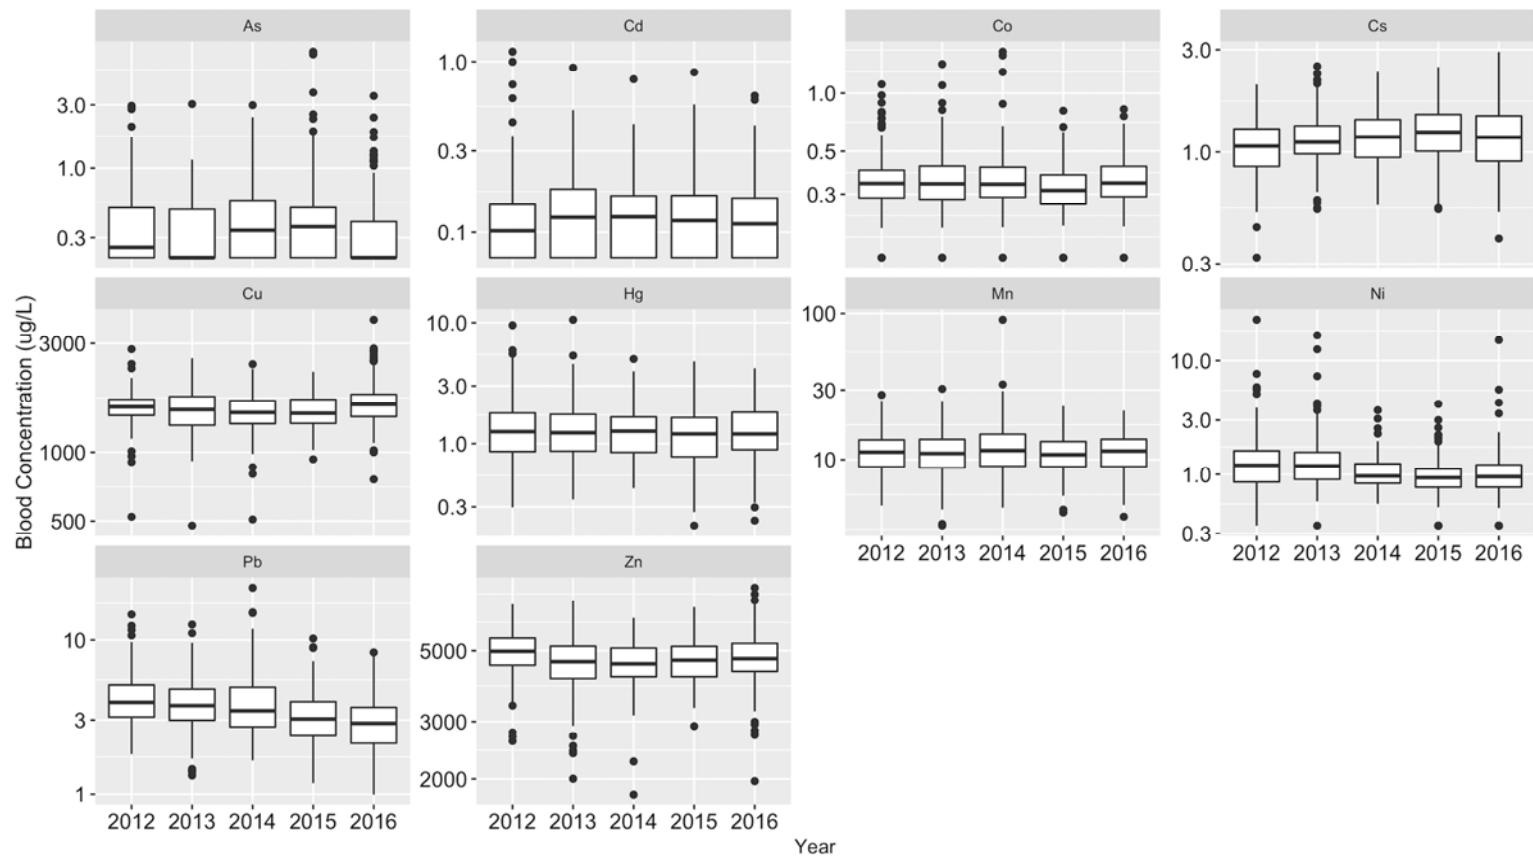 As Cd Co Cs
3.0 1.0 0.3
1.0 0.3 0.1
1.0 0.5 0.3
3.0 1.0 0.3
Blood Concentration (ug/L)
Cu Hg Mn Ni
3000 1000 500
10.0 3.0 1.0 0.3
100 30 10
10.0 3.0 1.0 0.3
2012 2013 2014 2015 2016
2012 2013 2014 2015 2016
Pb Zn
10 3 1
5000 3000 2000
2012 2013 2014 2015 2016
2012 2013 2014 2015 2016
Year